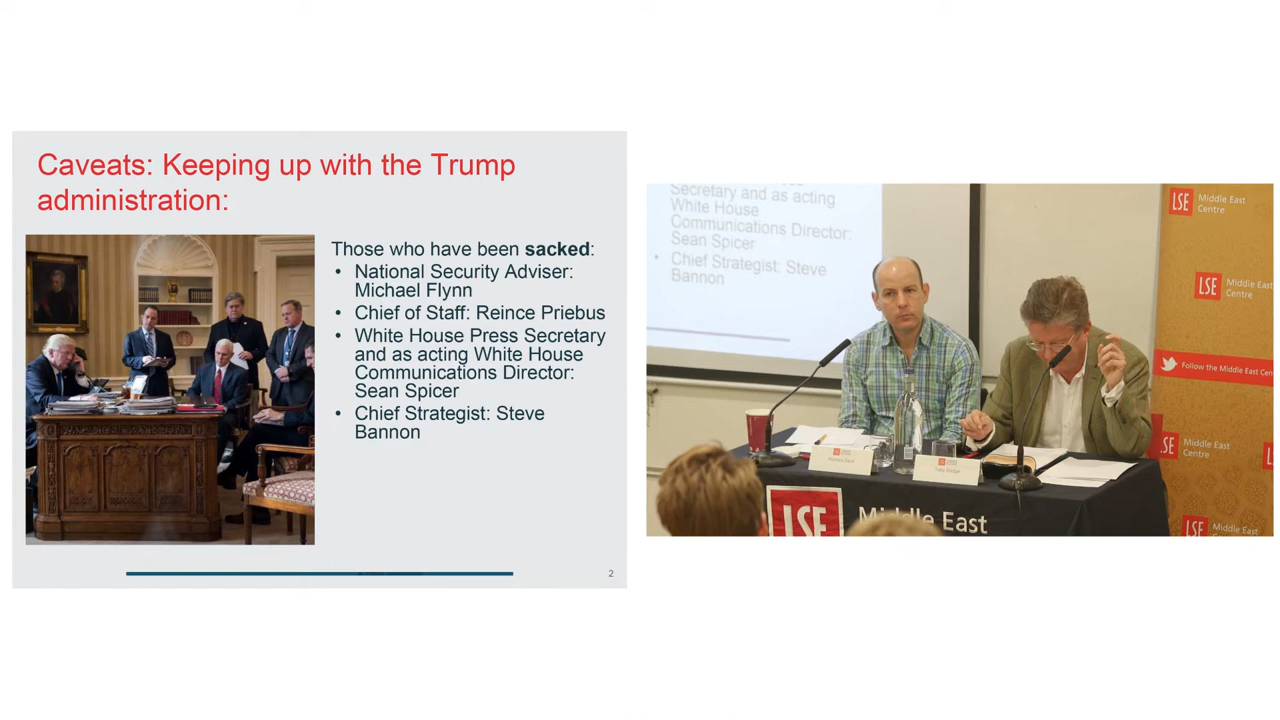 Caveats: Keeping up with the Trump
administration:
Those who have been sacked:
• National Security Adviser:
Michael Flynn
• Chief of Staff: Reince Priebus
• White House Press Secretary
and as acting White House
Communications Director:
Sean Spicer
• Chief Strategist: Steve
Bannon
2
Secretary and as acting
White House
Communications Director:
Sean Spicer
• Chief Strategist: Steve
Bannon
LSE Middle East
Centre
LSE Middle East
Centre
Follow the Middle East Cent
LSE Middle East
Centre
LSE
Middle East
LSE Middle East